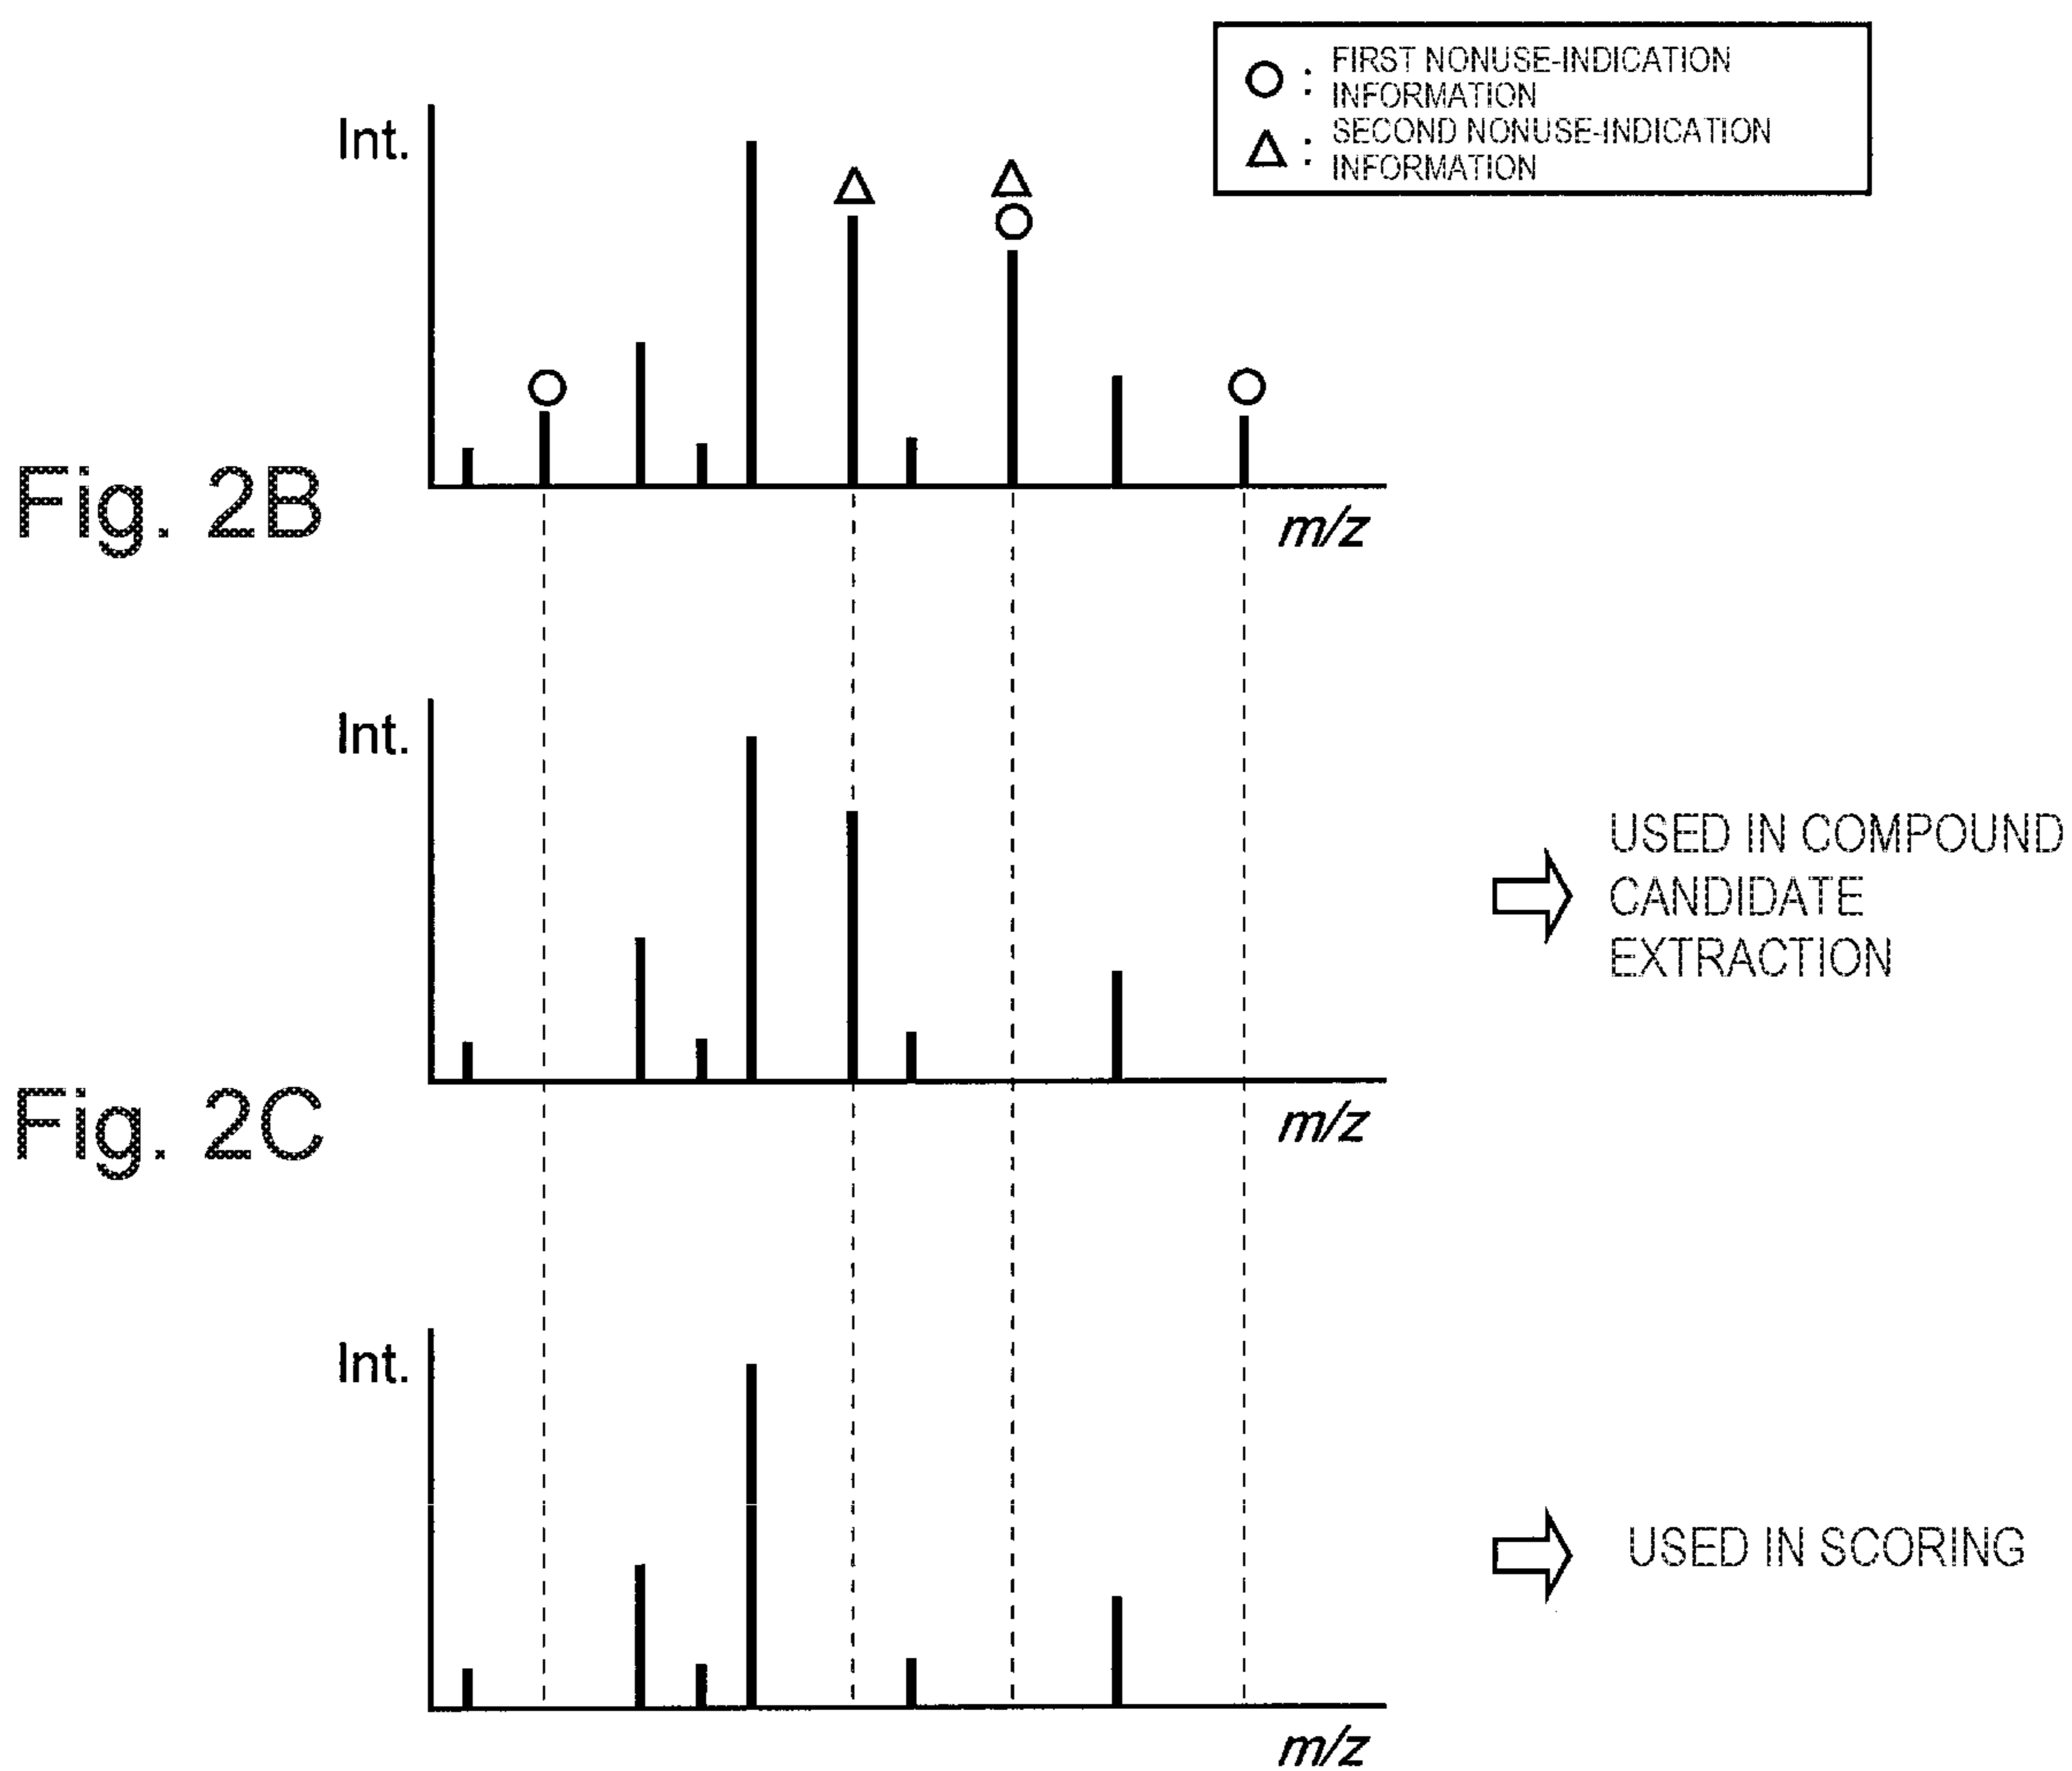 ○ : FIRST NONUSE-INDICATION
INFORMATION
△ : SECOND NONUSE-INDICATION
INFORMATION
Int.
Fig. 2B
m/z
Int.
USED IN COMPOUND
CANDIDATE
EXTRACTION
Fig. 2C
m/z
Int.
USED IN SCORING
m/z